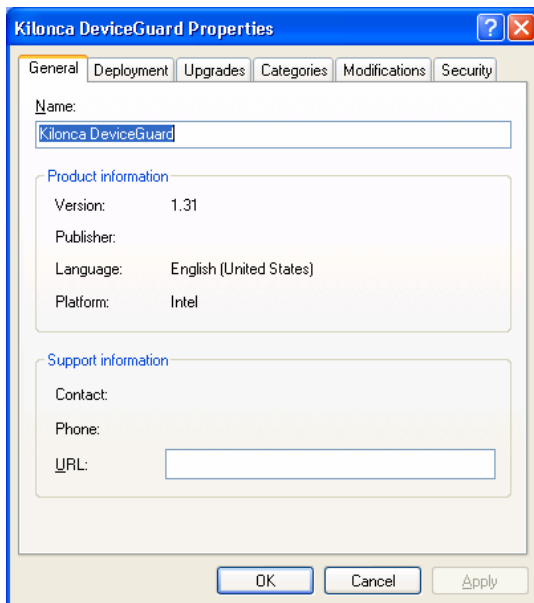 Kilonca DeviceGuard Properties
General Deployment Upgrades Categories Modifications Security
Name:
Kilonca DeviceGuard
Product information
Version: 1.31
Publisher:
Language: English (United States)
Platform: Intel
Support information
Contact:
Phone:
URL:
OK Cancel Apply